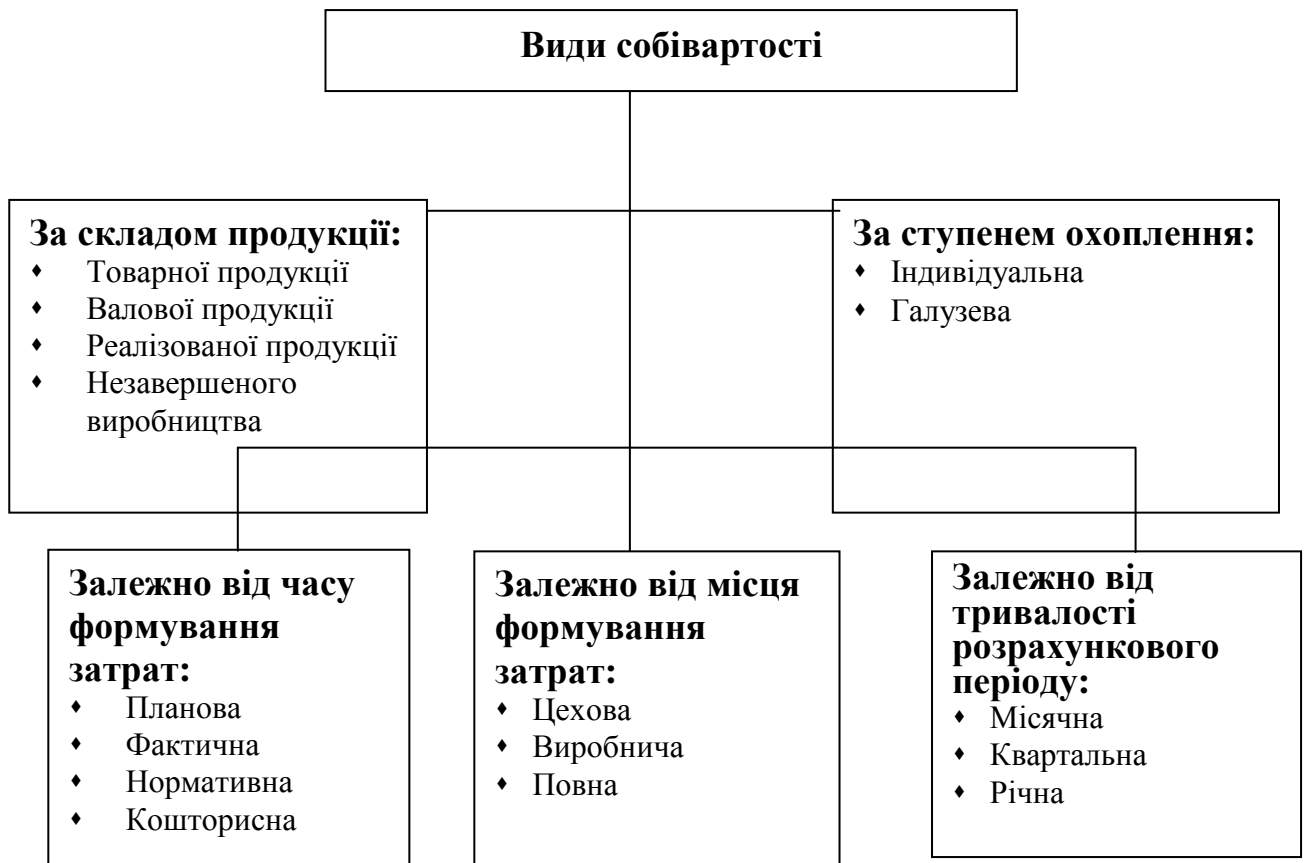 Види собівартості
За складом продукції:
♦ Товарної продукції
♦ Валової продукції
♦ Реалізованої продукції
♦ Незавершеного
виробництва
За ступенем охоплення:
♦ Індивідуальна
♦ Галузева
Залежно від часу
формування
затрат:
♦ Планова
♦ Фактична
♦ Нормативна
♦ Кошторисна
Залежно від місця
формування
затрат:
♦ Цехова
♦ Виробнича
♦ Повна
Залежно від
тривалості
розрахункового
періоду:
♦ Місячна
♦ Квартальна
♦ Річна